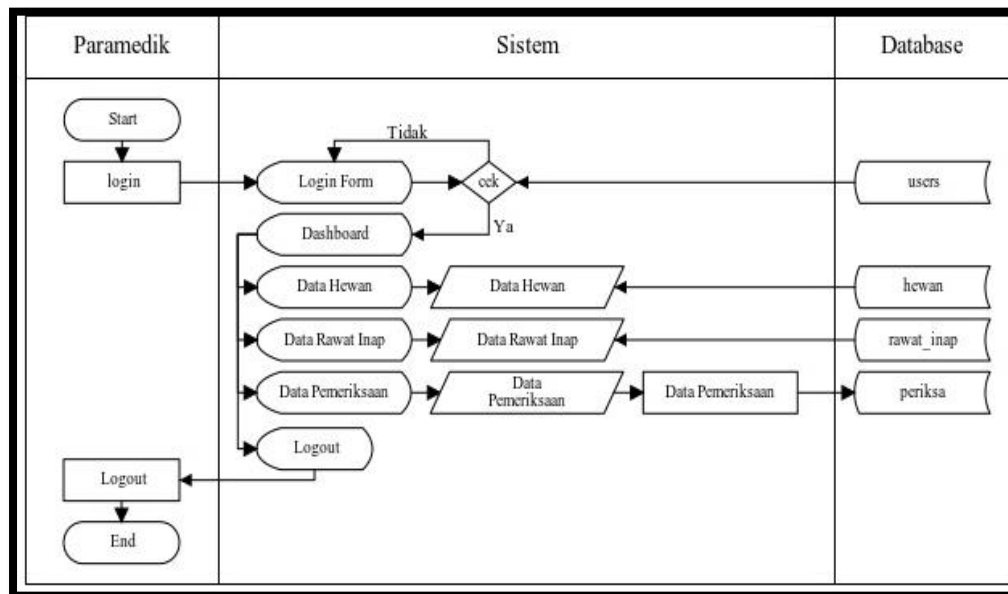 Paramedik
Sistem
Database
Start
Tidak
login
Login Form
cek
users
Ya
Dashboard
Data Hewan
Data Hewan
hewan
Data Rawat Inap
Data Rawat Inap
rawat_inap
Data Pemeriksaan
Data
Pemeriksaan
Data Pemeriksaan
periksa
Logout
Logout
End